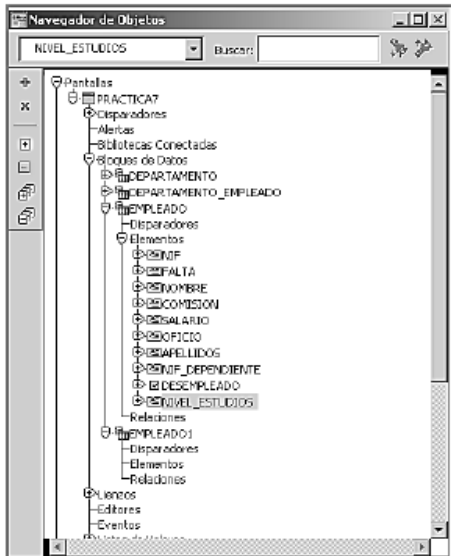 Navegador de Objetos
NIVEL_ESTUDIOS Buscar:
Pantallas
PRACTICA7
Disparadores
Alertas
Bibliotecas Conectadas
Bloques de Datos
DEPARTAMENTO
DEPARTAMENTO_EMPLEADO
EMPLEADO
Disparadores
Elementos
NIF
FALTA
NOMBRE
COMISION
SALARIO
OFICIO
APELLIDOS
NIF_DEPENDIENTE
DESEMPLEADO
NIVEL_ESTUDIOS
Relaciones
EMPLEADO1
Disparadores
Elementos
Relaciones
Lienzos
Editores
Eventos